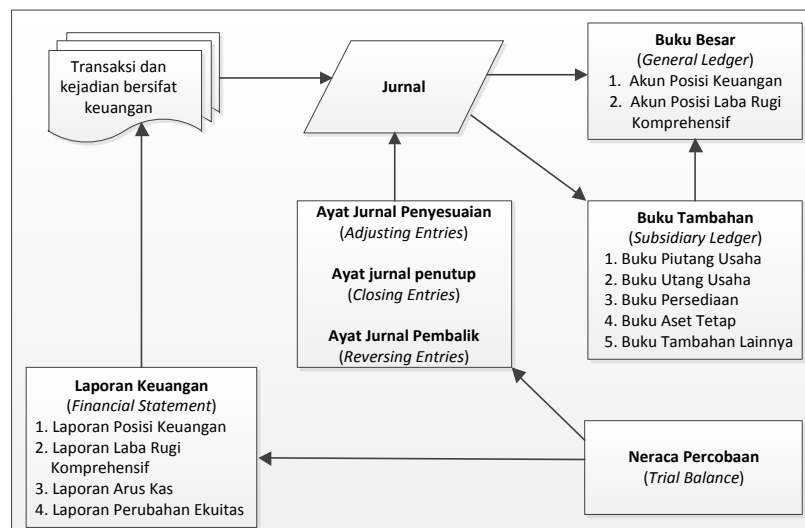 Transaksi dan
kejadian bersifat
keuangan
Jurnal
Buku Besar
(General Ledger)
1. Akun Posisi Keuangan
2. Akun Posisi Laba Rugi
Komprehensif
Ayat Jurnal Penyesuaian
(Adjusting Entries)
Ayat jurnal penutup
(Closing Entries)
Ayat Jurnal Pembalik
(Reversing Entries)
Buku Tambahan
(Subsidiary Ledger)
1. Buku Piutang Usaha
2. Buku Utang Usaha
3. Buku Persediaan
4. Buku Aset Tetap
5. Buku Tambahan Lainnya
Laporan Keuangan
(Financial Statement)
1. Laporan Posisi Keuangan
2. Laporan Laba Rugi
Komprehensif
3. Laporan Arus Kas
4. Laporan Perubahan Ekuitas
Neraca Percobaan
(Trial Balance)